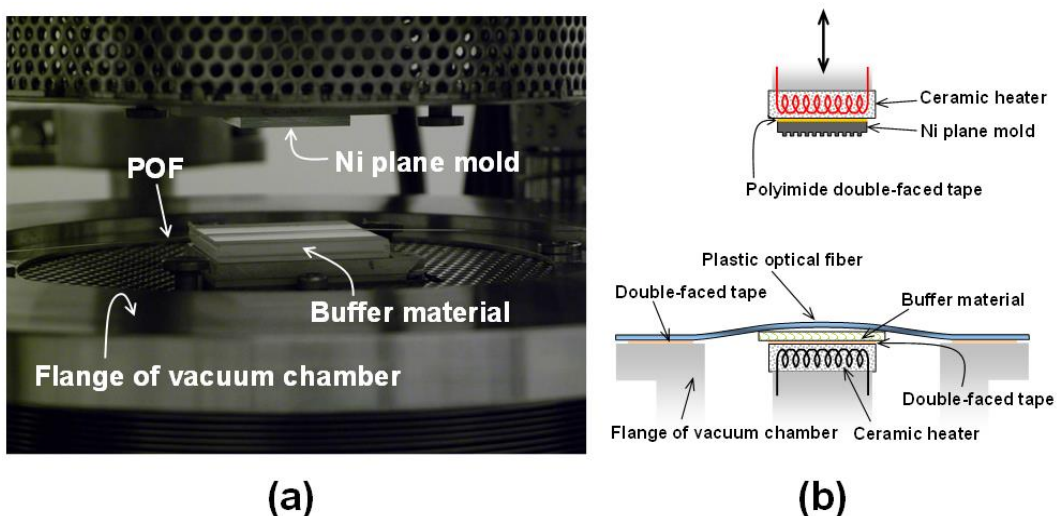 Ni plane mold
POF
Buffer material
Flange of vacuum chamber
(a)
Ceramic heater
Ni plane mold
Polyimide double-faced tape
Plastic optical fiber
Double-faced tape
Buffer material
Double-faced tape
Flange of vacuum chamber
Ceramic heater
(b)